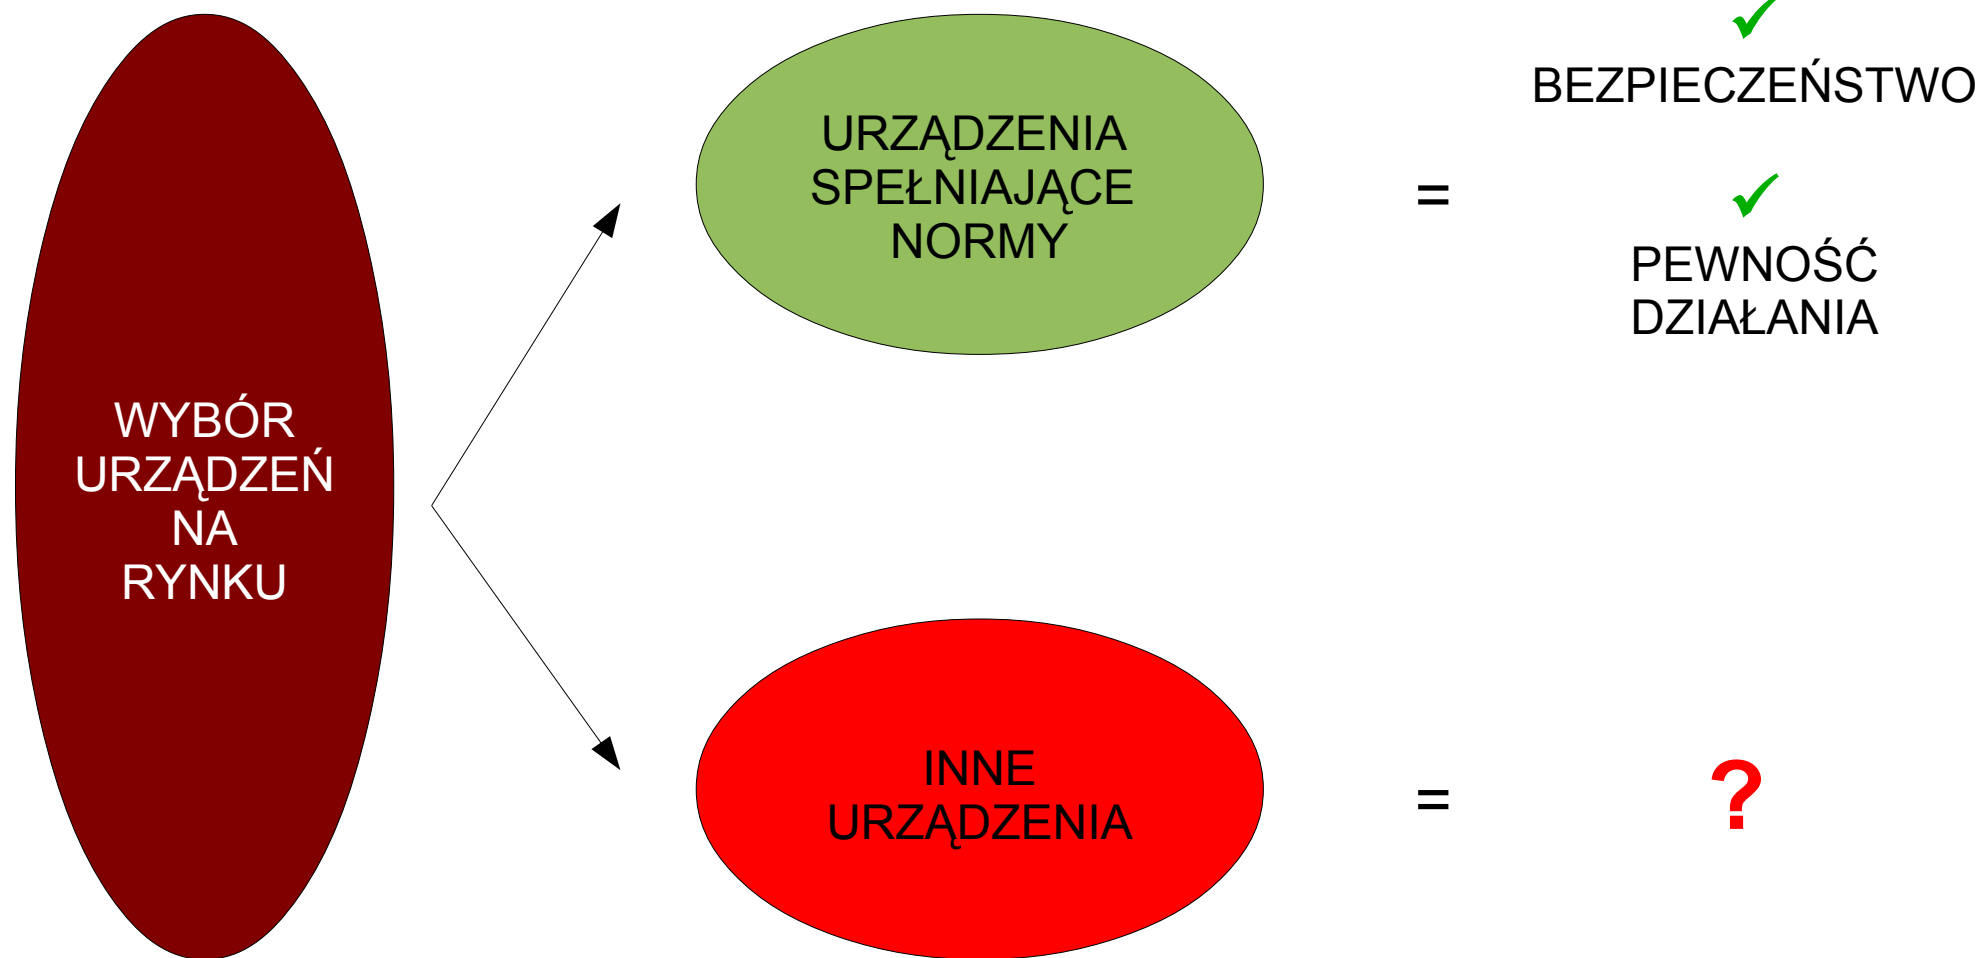 WYBÓR
URZĄDZEŃ
NA
RYNKU
URZĄDZENIA
SPEŁNIAJĄCE
NORMY
=
✓
BEZPIECZEŃSTWO
✓
PEWNOŚĆ
DZIAŁANIA
INNE
URZĄDZENIA
=
?